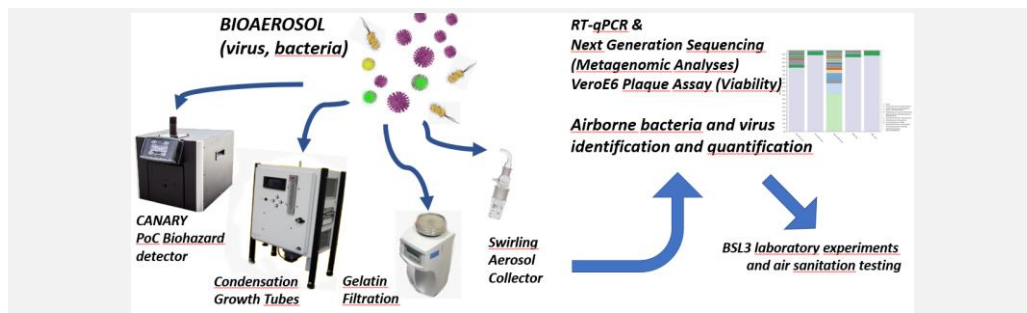 BIOAEROSOL
(virus, bacteria)
CANARY
PoC Biohazard
detector
Condensation
Growth Tubes
Gelatin
Filtration
Swirling
Aerosol
Collector
RT-qPCR &
Next Generation Sequencing
(Metagenomic Analyses)
VeroE6 Plaque Assay (Viability)
Airborne bacteria and virus
identification and quantification
BSL3 laboratory experiments
and air sanitation testing